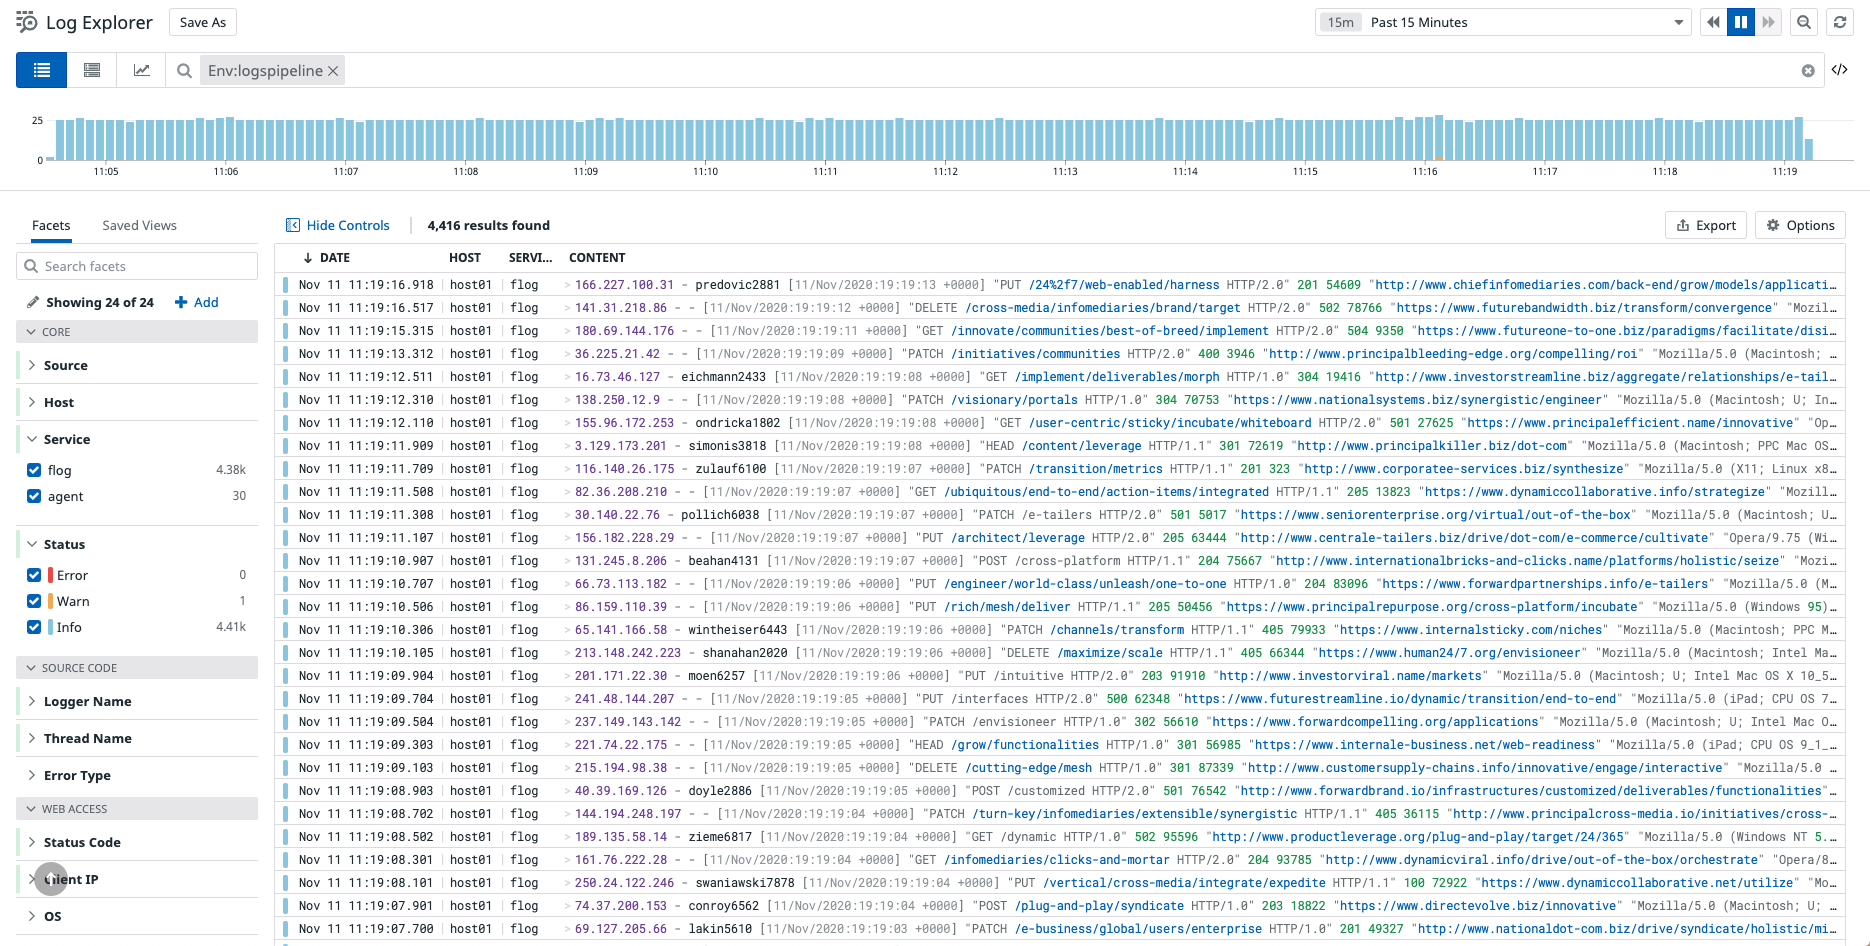 Log Explorer Save As 15m Past 15 Minutes
Env:logspipeline
25
0
11:05 11:06 11:07 11:08 11:09 11:10 11:11 11:12 11:13 11:14 11:15 11:16 11:17 11:18 11:19
Facets Saved Views
Search facets
Showing 24 of 24 Add
CORE
Source
Host
Service
flog 4.38k
agent 30
Status
Error 0
Warn 1
Info 4.41k
SOURCE CODE
Logger Name
Thread Name
Error Type
WEB ACCESS
Status Code
IP
OS
Hide Controls 4,416 results found Export Options
DATE HOST SERVI... CONTENT
Nov 11 11:19:16.918 host01 flog > 166.227.100.31 - predovic2881 [11/Nov/2020:19:19:13 +0000] "PUT /24%2f7/web-enabled/harness HTTP/2.0" 201 54609 "http://www.chiefinfomediaries.com/back-end/grow/models/applicati…
Nov 11 11:19:16.517 host01 flog > 141.31.218.86 - - [11/Nov/2020:19:19:12 +0000] "DELETE /cross-media/infomediaries/brand/target HTTP/2.0" 502 78766 "https://www.futurebandwidth.biz/transform/convergence" "Mozil…
Nov 11 11:19:15.315 host01 flog > 180.69.144.176 - - [11/Nov/2020:19:19:11 +0000] "GET /innovate/communities/best-of-breed/implement HTTP/2.0" 504 9350 "https://www.futureone-to-one.biz/paradigms/facilitate/disi…
Nov 11 11:19:13.312 host01 flog > 36.225.21.42 - - [11/Nov/2020:19:19:09 +0000] "PATCH /initiatives/communities HTTP/2.0" 400 3946 "http://www.principalbleeding-edge.org/compelling/roi" "Mozilla/5.0 (Macintosh; …
Nov 11 11:19:12.511 host01 flog > 16.73.46.127 - eichmann2433 [11/Nov/2020:19:19:08 +0000] "GET /implement/deliverables/morph HTTP/1.0" 304 19416 "https://www.investorstreamline.biz/aggregate/relationships/e-tail…
Nov 11 11:19:12.310 host01 flog > 138.250.12.9 - - [11/Nov/2020:19:19:08 +0000] "PATCH /visionary/portals HTTP/1.0" 304 70753 "https://www.nationalsystems.biz/synergistic/engineer" "Mozilla/5.0 (Macintosh; U; In…
Nov 11 11:19:12.110 host01 flog > 155.96.172.253 - ondricka1802 [11/Nov/2020:19:19:08 +0000] "GET /user-centric/sticky/incubate/whiteboard HTTP/2.0" 501 27625 "https://www.principalefficient.name/innovative" "Op…
Nov 11 11:19:11.909 host01 flog > 3.129.173.201 - simonis3818 [11/Nov/2020:19:19:08 +0000] "HEAD /content/leverage HTTP/1.1" 301 72619 "http://www.principalkiller.biz/dot-com" "Mozilla/5.0 (Macintosh; PPC Mac OS…
Nov 11 11:19:11.709 host01 flog > 116.140.26.175 - zulauf6100 [11/Nov/2020:19:19:07 +0000] "PATCH /transition/metrics HTTP/1.1" 201 323 "http://www.corporatee-services.biz/synthesize" "Mozilla/5.0 (X11; Linux x8…
Nov 11 11:19:11.508 host01 flog > 82.36.208.210 - - [11/Nov/2020:19:19:07 +0000] "GET /ubiquitous/end-to-end/action-items/integrated HTTP/1.1" 205 13823 "https://www.dynamiccollaborative.info/strategize" "Mozill…
Nov 11 11:19:11.308 host01 flog > 30.140.22.76 - pollich6038 [11/Nov/2020:19:19:07 +0000] "PATCH /e-tailers HTTP/2.0" 501 5017 "https://www.seniorenterprise.org/virtual/out-of-the-box" "Mozilla/5.0 (Macintosh; U…
Nov 11 11:19:11.107 host01 flog > 156.182.228.29 - - [11/Nov/2020:19:19:07 +0000] "PUT /architect/leverage HTTP/2.0" 205 63444 "https://www.centrale-tailers.biz/drive/dot-com/e-commerce/cultivate" "Opera/9.75 (Wi…
Nov 11 11:19:10.907 host01 flog > 131.245.8.206 - beahan4131 [11/Nov/2020:19:19:07 +0000] "POST /cross-platform HTTP/1.1" 204 75667 "http://www.internationalbricks-and-clicks.name/platforms/holistic/seize" "Mozi…
Nov 11 11:19:10.707 host01 flog > 66.73.113.182 - - [11/Nov/2020:19:19:06 +0000] "PUT /engineer/world-class/unleash/one-to-one HTTP/1.0" 204 83096 "https://www.forwardpartnerships.info/e-tailers" "Mozilla/5.0 (M…
Nov 11 11:19:10.506 host01 flog > 86.159.110.39 - - [11/Nov/2020:19:19:06 +0000] "PUT /rich/mesh/deliver HTTP/1.1" 205 50456 "https://www.principalrepurpose.org/cross-platform/incubate" "Mozilla/5.0 (Windows 95)…
Nov 11 11:19:10.306 host01 flog > 65.141.166.58 - wintheiser6443 [11/Nov/2020:19:19:06 +0000] "PATCH /channels/transform HTTP/1.1" 405 79933 "https://www.internalsticky.com/niches" "Mozilla/5.0 (Macintosh; PPC M…
Nov 11 11:19:10.105 host01 flog > 213.148.242.223 - shanahan2020 [11/Nov/2020:19:19:06 +0000] "DELETE /maximize/scale HTTP/1.1" 405 66344 "https://www.human24/7.org/envisioneer" "Mozilla/5.0 (Macintosh; Intel Ma…
Nov 11 11:19:09.904 host01 flog > 201.171.22.30 - moen6257 [11/Nov/2020:19:19:06 +0000] "PUT /intuitive HTTP/2.0" 203 91910 "http://www.investorviral.name/markets" "Mozilla/5.0 (Macintosh; U; Intel Mac OS X 10_5…
Nov 11 11:19:09.704 host01 flog > 241.48.144.207 - - [11/Nov/2020:19:19:05 +0000] "PUT /interfaces HTTP/2.0" 500 62348 "https://www.futurestreamline.io/dynamic/transition/end-to-end" "Mozilla/5.0 (iPad; CPU OS 7…
Nov 11 11:19:09.504 host01 flog > 237.149.143.142 - - [11/Nov/2020:19:19:05 +0000] "PATCH /envisioneer HTTP/1.0" 302 56610 "https://www.forwardcompelling.org/applications" "Mozilla/5.0 (Macintosh; U; Intel Mac O…
Nov 11 11:19:09.303 host01 flog > 221.74.22.175 - - [11/Nov/2020:19:19:05 +0000] "HEAD /grow/functionalities HTTP/1.0" 301 56985 "https://www.internale-business.net/web-readiness" "Mozilla/5.0 (iPad; CPU OS 9_1_…
Nov 11 11:19:09.103 host01 flog > 215.194.98.38 - - [11/Nov/2020:19:19:05 +0000] "DELETE /cutting-edge/mesh HTTP/1.0" 301 87339 "http://www.customersupply-chains.info/innovative/engage/interactive" "Mozilla/5.0 …
Nov 11 11:19:08.903 host01 flog > 40.39.169.126 - doyle2886 [11/Nov/2020:19:19:05 +0000] "POST /customized HTTP/2.0" 501 76542 "http://www.forwardbrand.io/infrastructures/customized/deliverables/functionalities"…
Nov 11 11:19:08.702 host01 flog > 144.194.248.197 - - [11/Nov/2020:19:19:04 +0000] "PATCH /turn-key/infomediaries/extensible/synergistic HTTP/1.1" 405 36115 "http://www.principalcross-media.io/initiatives/cross-…
Nov 11 11:19:08.502 host01 flog > 189.135.58.14 - zieme6817 [11/Nov/2020:19:19:04 +0000] "GET /dynamic HTTP/1.0" 502 95596 "http://www.productleverage.org/plug-and-play/target/24/365" "Mozilla/5.0 (Windows NT 5.…
Nov 11 11:19:08.301 host01 flog > 161.76.222.28 - - [11/Nov/2020:19:19:04 +0000] "GET /infomediaries/clicks-and-mortar HTTP/2.0" 204 93785 "http://www.dynamicviral.info/drive/out-of-the-box/orchestrate" "Opera/8…
Nov 11 11:19:08.101 host01 flog > 250.24.122.246 - swaniawski7878 [11/Nov/2020:19:19:04 +0000] "PUT /vertical/cross-media/integrate/expedite HTTP/1.1" 100 72922 "https://www.dynamiccollaborative.net/utilize" "Mo…
Nov 11 11:19:07.901 host01 flog > 74.37.200.153 - conroy6562 [11/Nov/2020:19:19:04 +0000] "POST /plug-and-play/syndicate HTTP/1.0" 203 18822 "https://www.directevolve.biz/innovative" "Mozilla/5.0 (Macintosh; U; …
Nov 11 11:19:07.700 host01 flog > 69.127.205.66 - lakin5610 [11/Nov/2020:19:19:03 +0000] "PATCH /e-business/global/users/enterprise HTTP/1.0" 201 49327 "http://www.nationaldot-com.biz/drive/syndicate/holistic/mi…